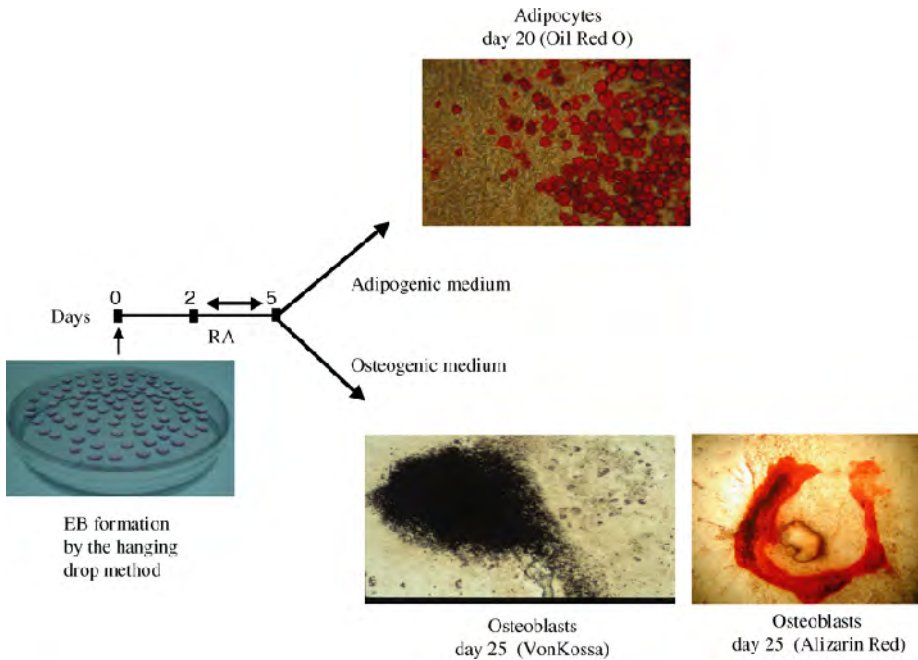 Adipocytes
day 20 (Oil Red O)
0 2 5
Days
RA
Adipogenic medium
Osteogenic medium
EB formation
by the hanging
drop method
Osteoblasts
day 25 (VonKossa)
Osteoblasts
day 25 (Alizarin Red)